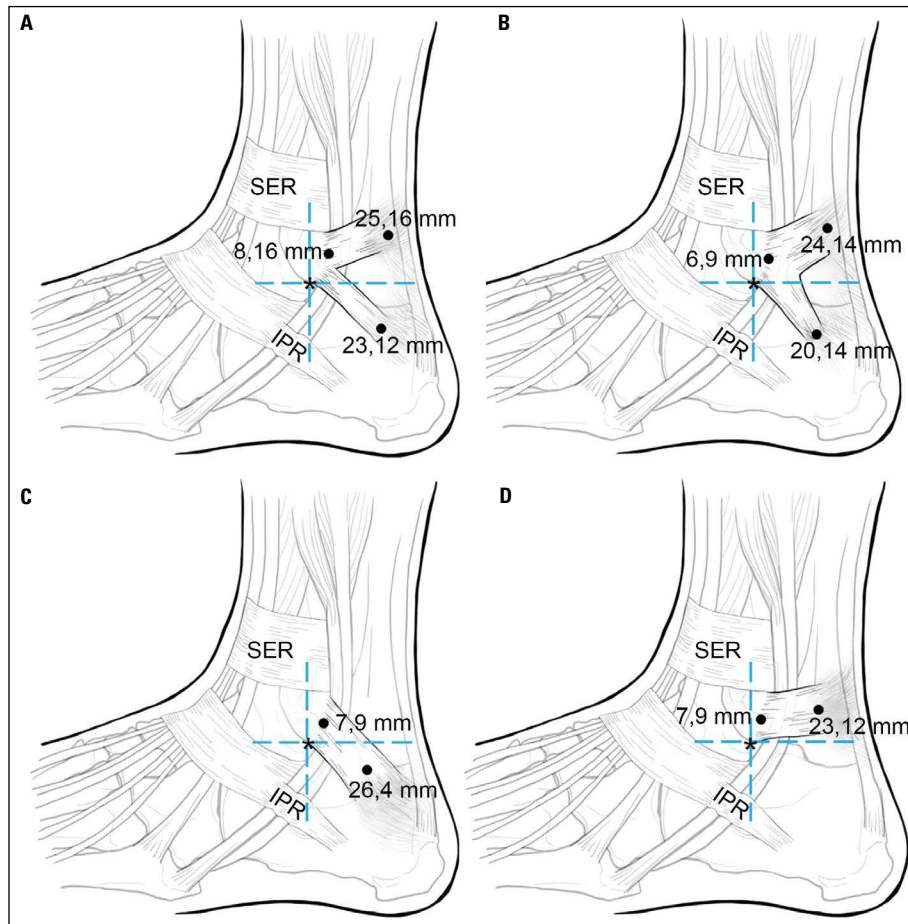 A
SER
25,16 mm
8,16 mm
*
23,12 mm
IPR
B
SER
24,14 mm
6,9 mm
*
20,14 mm
IPR
C
SER
7,9 mm
*
26,4 mm
IPR
D
SER
7,9 mm
23,12 mm
*
IPR